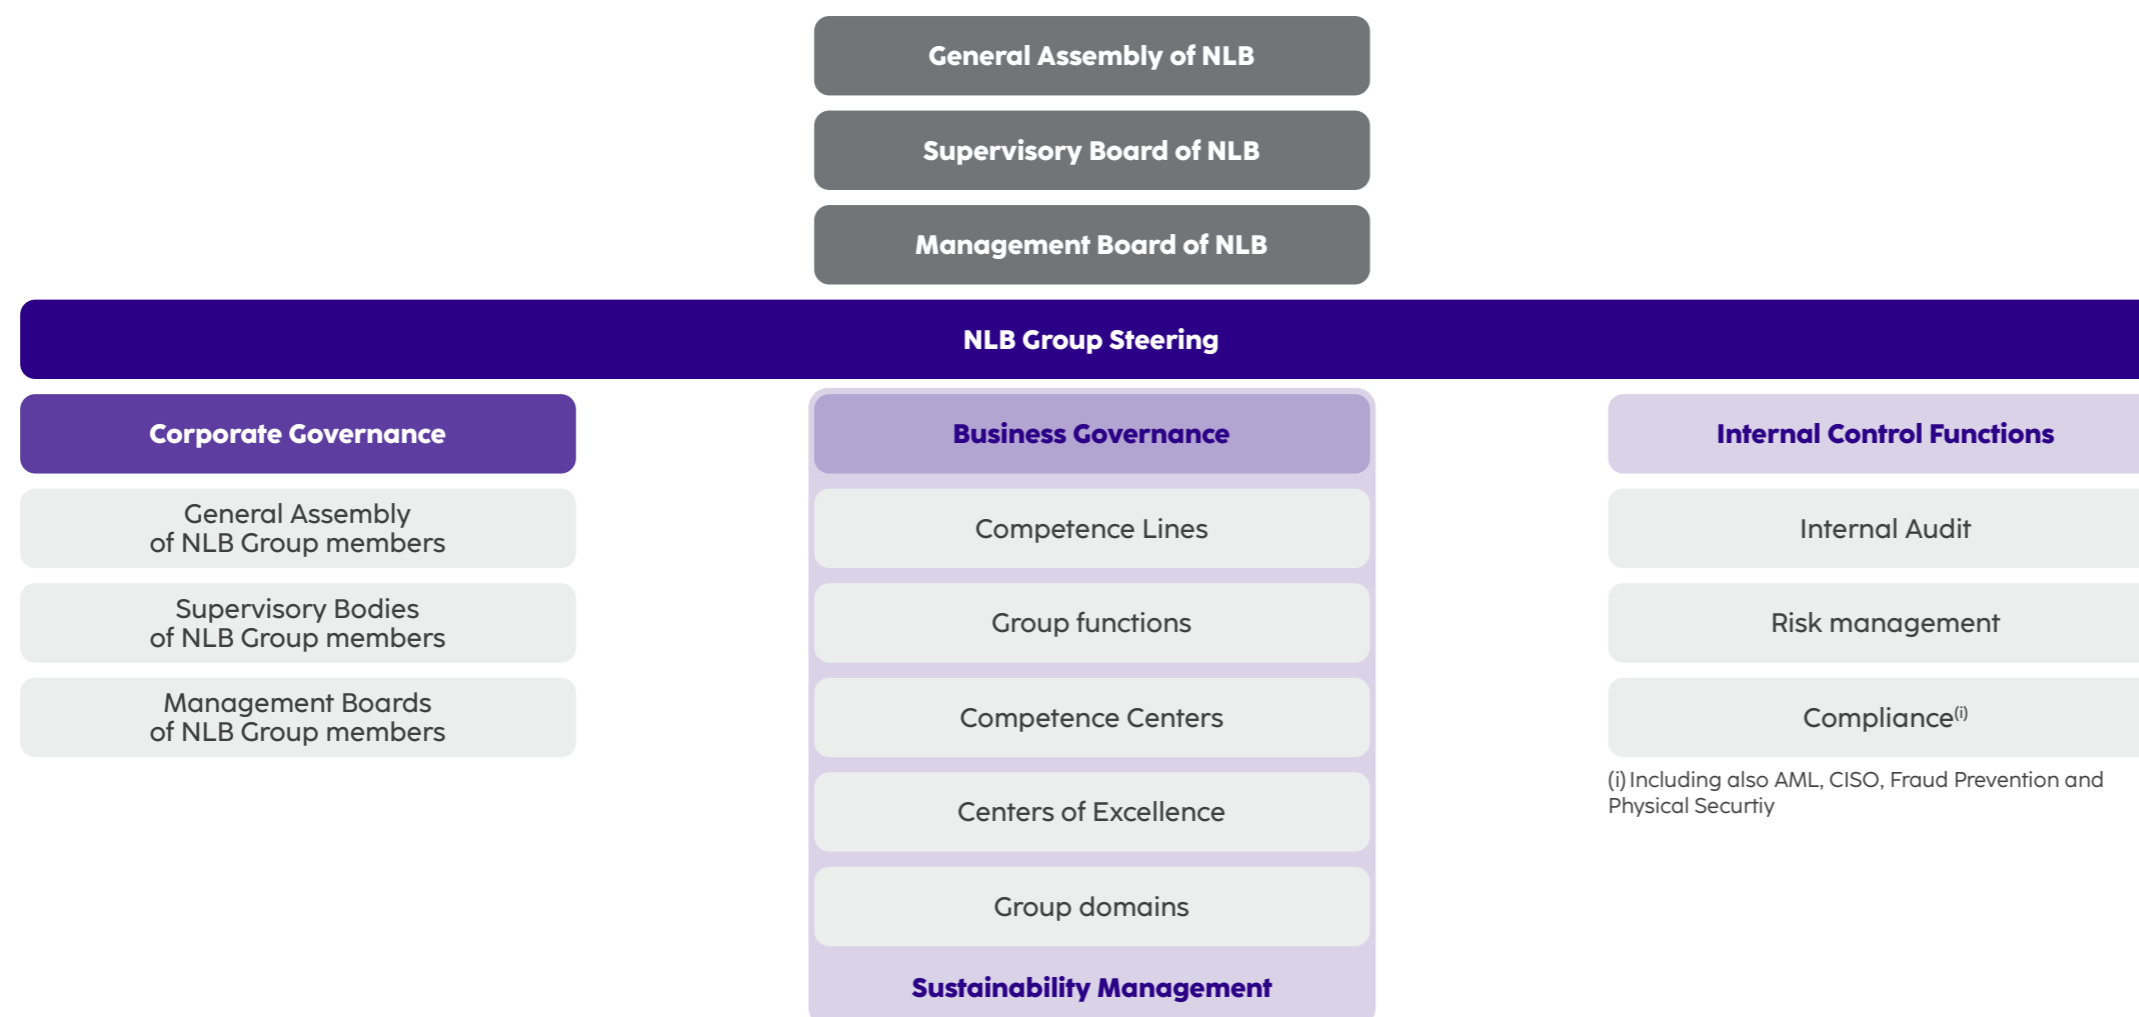 General Assembly of NLB
Supervisory Board of NLB
Management Board of NLB
NLB Group Steering
Corporate Governance
General Assembly
of NLB Group members
Supervisory Bodies
of NLB Group members
Management Boards
of NLB Group members
Business Governance
Competence Lines
Group functions
Competence Centers
Centers of Excellence
Group domains
Sustainability Management
Internal Control Functions
Internal Audit
Risk management
Compliance(i)
(i) Including also AML, CISO, Fraud Prevention and
Physical Securtiy